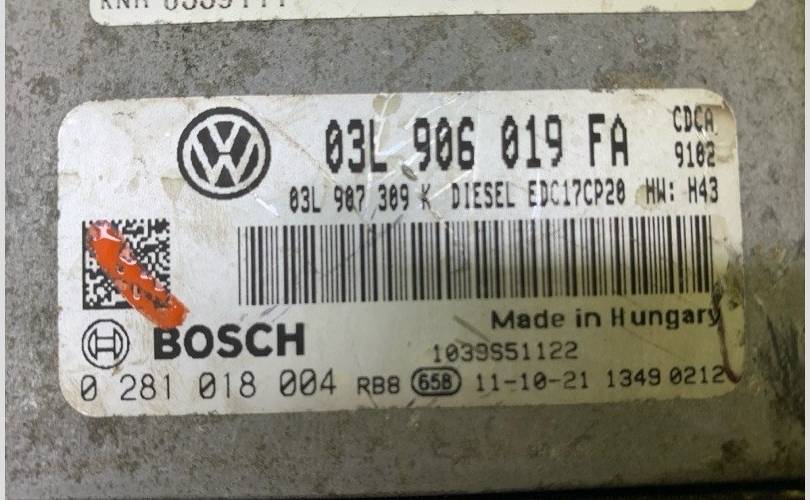 03L 906 019 FA
CDCA
9102
03L 907 309 K DIESEL EDC17CP20 HW: H43
Made in Hungary
BOSCH
1039S51122
0 281 018 004 RB8 658 11-10-21 1349 0212